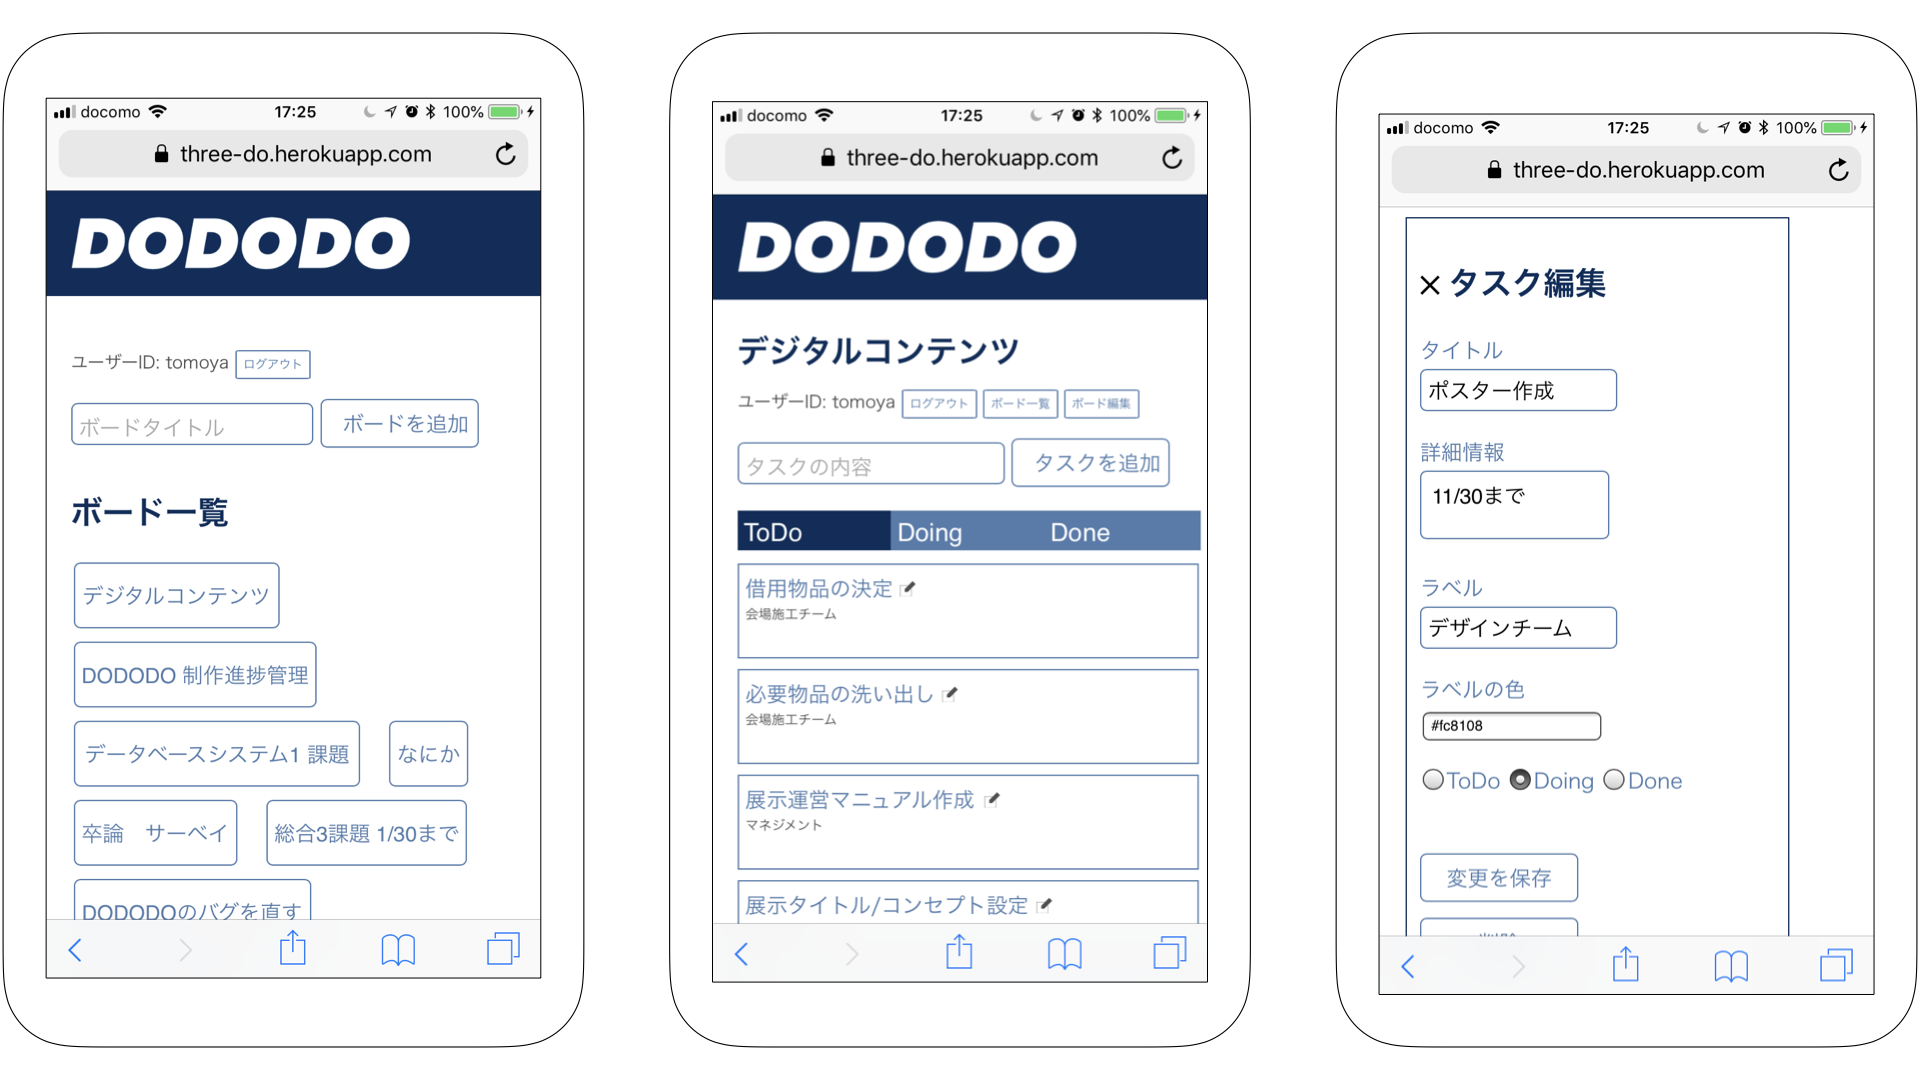 docomo 17:25 100%
three-do.herokuapp.com
DODODO
ユーザーID: tomoya ログアウト
ボードタイトル ボードを追加
ボード一覧
デジタルコンテンツ
DODODO 制作進捗管理
データベースシステム1 課題 なにか
卒論　サーベイ 総合3課題 1/30まで
DODODOのバグを直す
docomo 17:25 100%
three-do.herokuapp.com
DODODO
デジタルコンテンツ
ユーザーID: tomoya ログアウト ボード一覧 ボード編集
タスクの内容 タスクを追加
ToDo Doing Done
借用物品の決定
会場施工チーム
必要物品の洗い出し
会場施工チーム
展示運営マニュアル作成
マネジメント
展示タイトル/コンセプト設定
docomo 17:25 100%
three-do.herokuapp.com
× タスク編集
タイトル
ポスター作成
詳細情報
11/30まで
ラベル
デザインチーム
ラベルの色
#fc8108
ToDo Doing Done
変更を保存